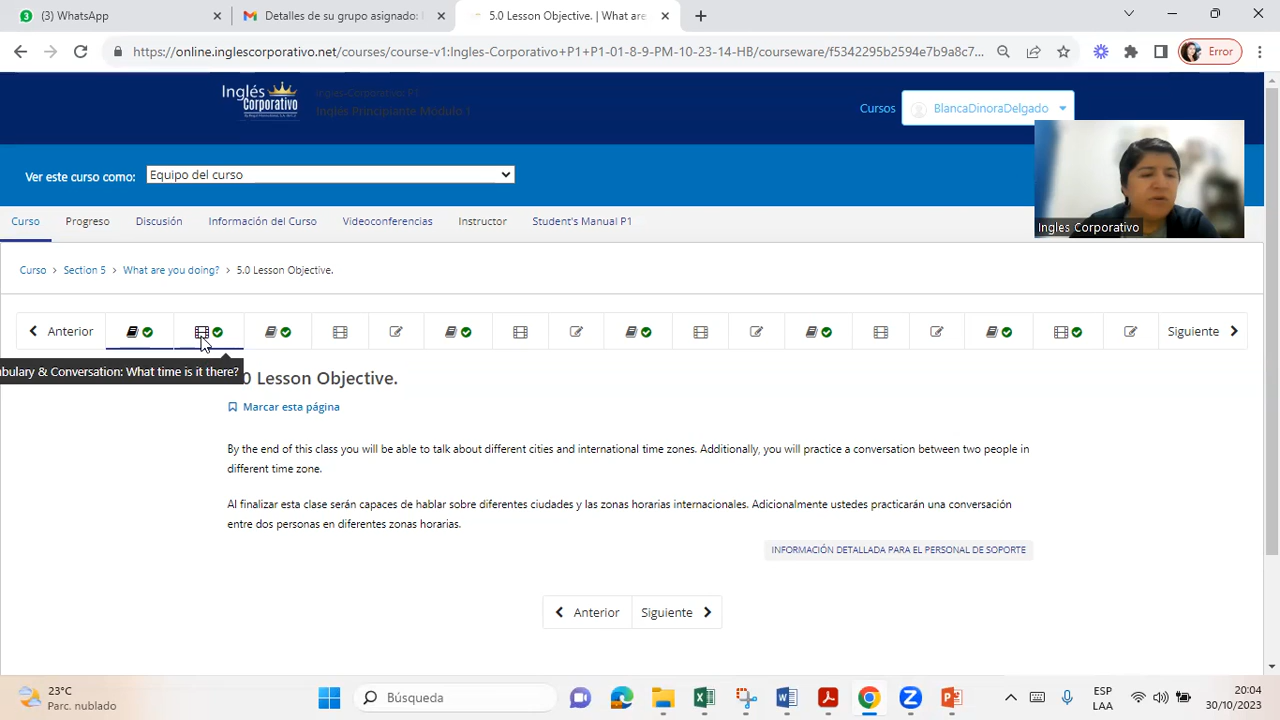 (3) WhatsApp
Detalles de su grupo asignado:
5.0 Lesson Objective. | What are
https://online.inglescorporativo.net/courses/course-v1:Ingles-Corporativo+P1+P1-01-8-9-PM-10-23-14-HB/courseware/f5342295b2594e7b9a8c7...
Error
Inglés
Corporativo
Ingles-Corporativo P1
Inglés Principiante Módulo 1
Cursos
BlancaDinoraDelgado
Ver este curso como:
Equipo del curso
Ingles Corporativo
Curso
Progreso
Discusión
Información del Curso
Videoconferencias
Instructor
Student's Manual P1
Curso > Section 5 > What are you doing? > 5.0 Lesson Objective.
Anterior
Siguiente
bulary & Conversation: What time is it there?
0 Lesson Objective.
Marcar esta página
By the end of this class you will be able to talk about different cities and international time zones. Additionally, you will practice a conversation between two people in
different time zone.
Al finalizar esta clase serán capaces de hablar sobre diferentes ciudades y las zonas horarias internacionales. Adicionalmente ustedes practicarán una conversación
entre dos personas en diferentes zonas horarias.
INFORMACIÓN DETALLADA PARA EL PERSONAL DE SOPORTE
Anterior
Siguiente
23°C
Parc. nublado
Búsqueda
ESP
LAA
20:04
30/10/2023